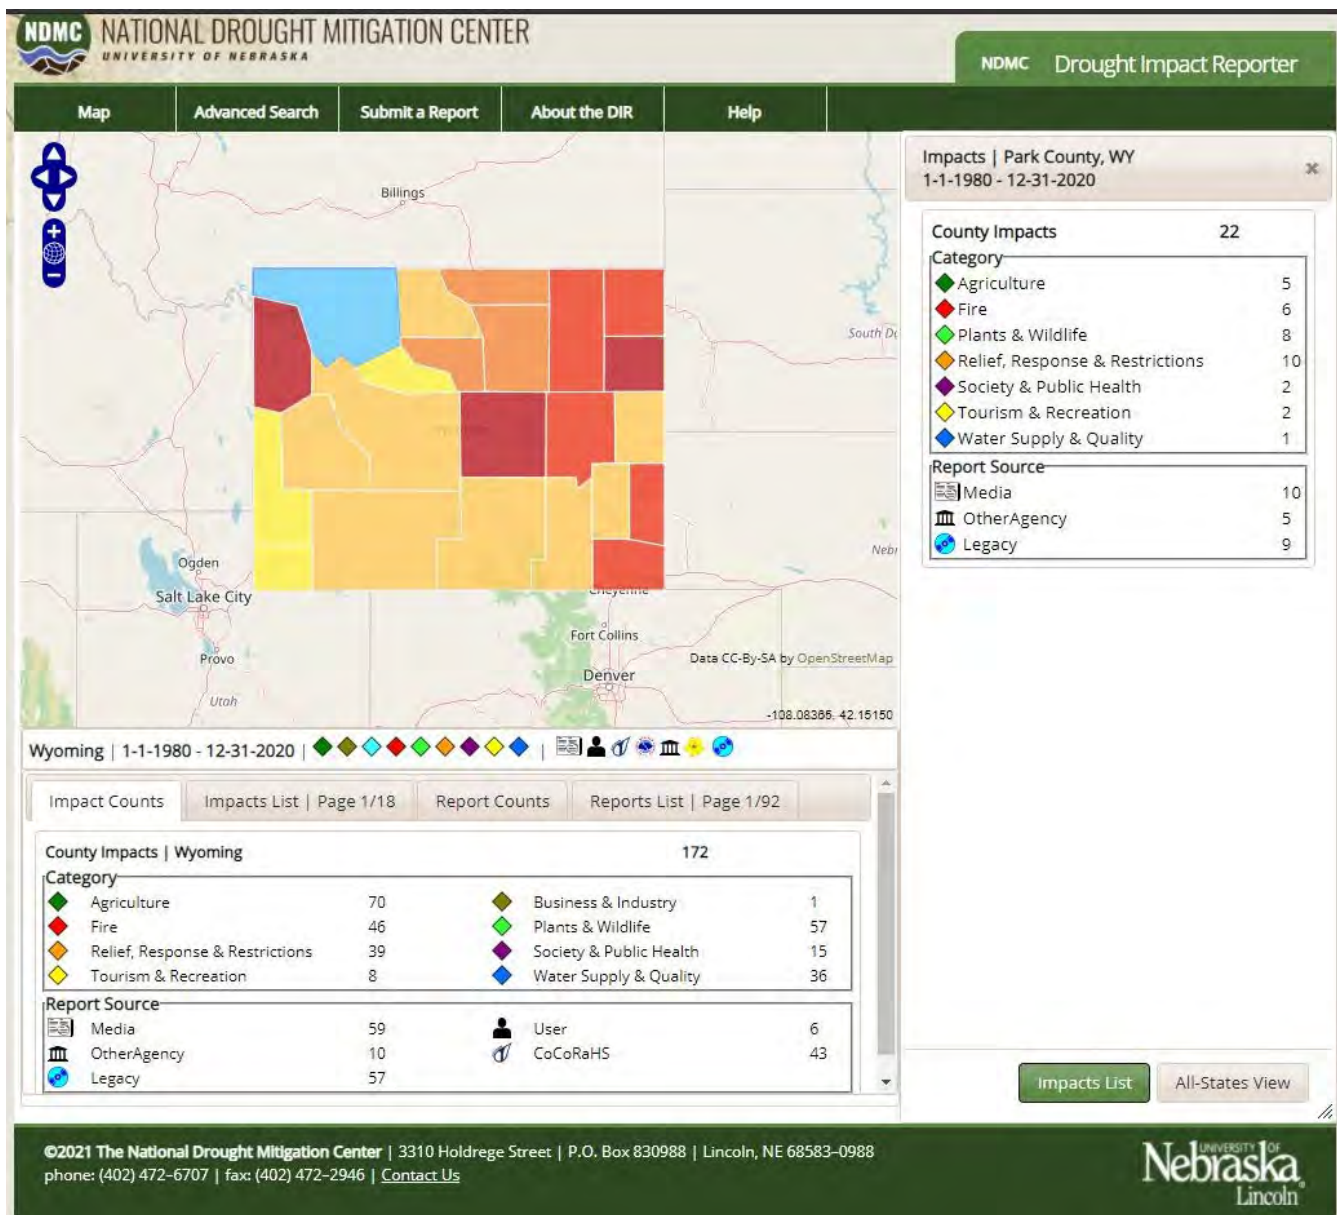 NDMC
NATIONAL DROUGHT MITIGATION CENTER
UNIVERSITY OF NEBRASKA
NDMC Drought Impact Reporter
Map Advanced Search Submit a Report About the DIR Help
Billings
Ogden
Salt Lake City
Provo
Utah
Cheyenne
Fort Collins
Denver
South Da
Nebr
Data CC-By-SA by OpenStreetMap
-108.08365, 42.15150
Impacts | Park County, WY
1-1-1980 - 12-31-2020
County Impacts 22
Category
Agriculture 5
Fire 6
Plants & Wildlife 8
Relief, Response & Restrictions 10
Society & Public Health 2
Tourism & Recreation 2
Water Supply & Quality 1
Report Source
Media 10
OtherAgency 5
Legacy 9
Wyoming | 1-1-1980 - 12-31-2020 | |
Impact Counts Impacts List | Page 1/18 Report Counts Reports List | Page 1/92
County Impacts | Wyoming 172
Category
Agriculture 70 Business & Industry 1
Fire 46 Plants & Wildlife 57
Relief, Response & Restrictions 39 Society & Public Health 15
Tourism & Recreation 8 Water Supply & Quality 36
Report Source
Media 59 User 6
OtherAgency 10 CoCoRaHS 43
Legacy 57
Impacts List All-States View
©2021 The National Drought Mitigation Center | 3310 Holdrege Street | P.O. Box 830988 | Lincoln, NE 68583–0988
phone: (402) 472–6707 | fax: (402) 472–2946 | Contact Us
UNIVERSITY OF
Nebraska
Lincoln